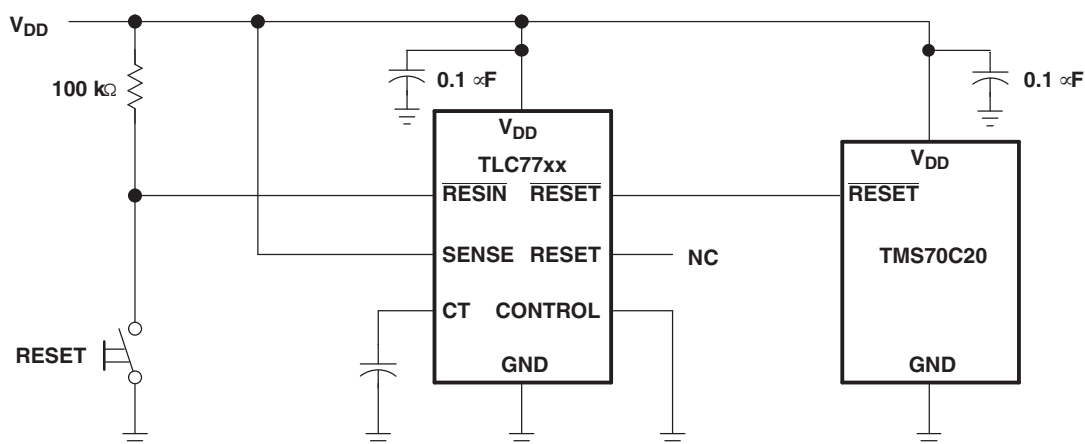 VDD
100 kΩ
0.1 ∝F
0.1 ∝F
VDD
TLC77xx
RESIN RESET
SENSE RESET
CT CONTROL
GND
NC
VDD
RESET
TMS70C20
GND
RESET